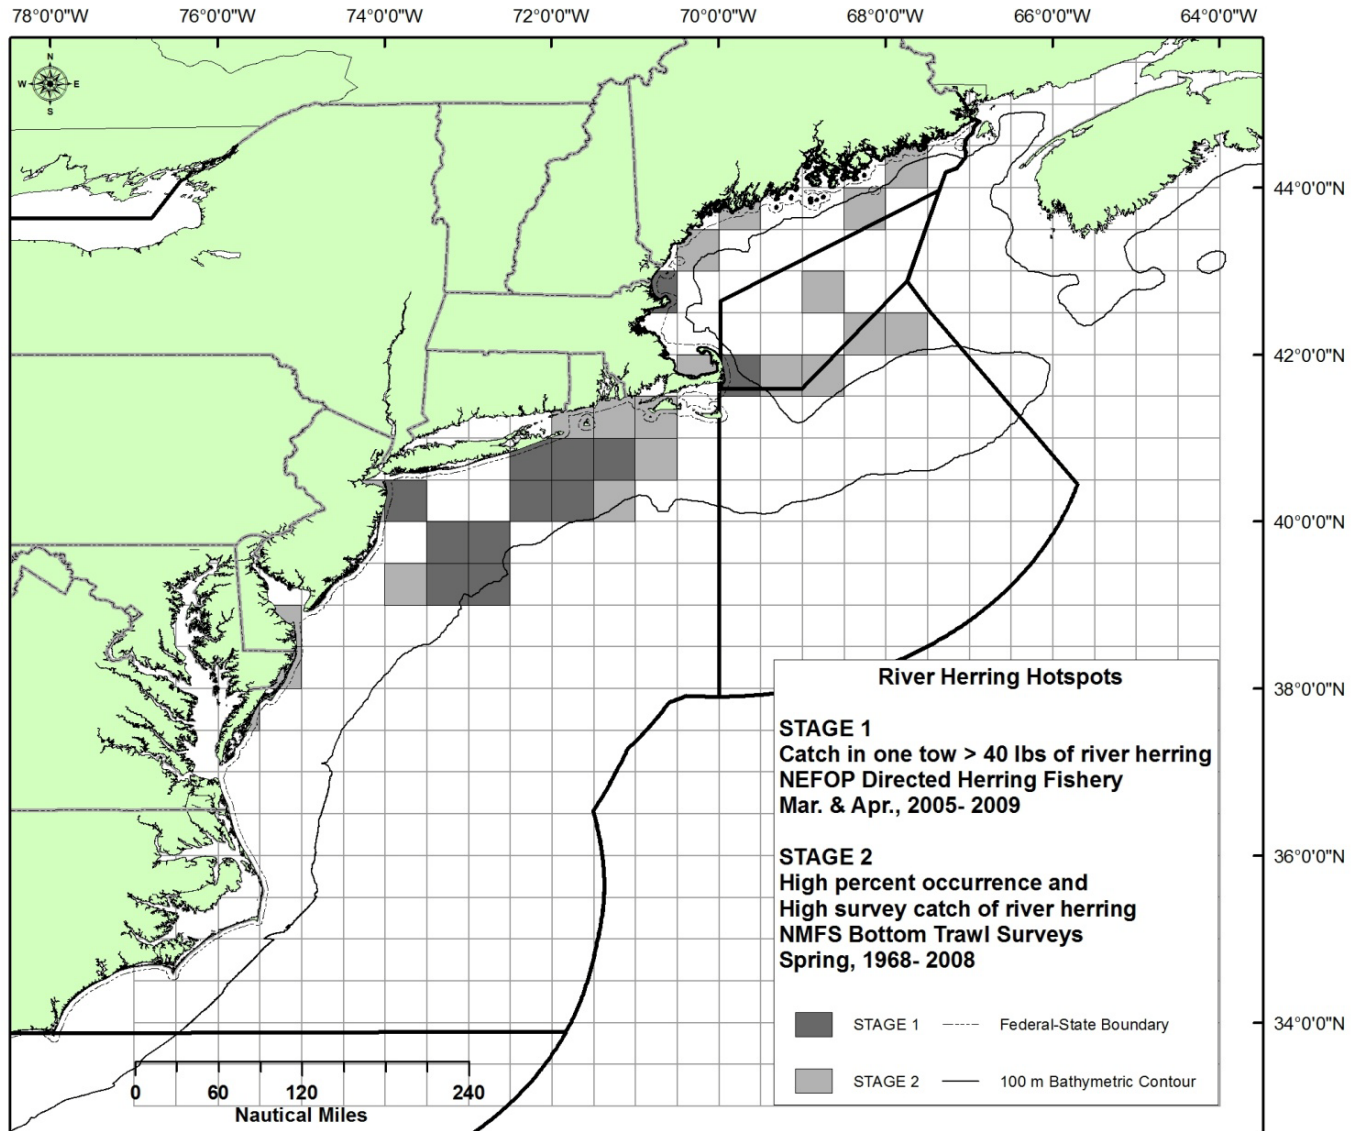 78°0'0"W 76°0'0"W 74°0'0"W 72°0'0"W 70°0'0"W 68°0'0"W 66°0'0"W 64°0'0"W
N
W E
S
44°0'0"N
42°0'0"N
40°0'0"N
38°0'0"N
36°0'0"N
34°0'0"N
River Herring Hotspots
STAGE 1
Catch in one tow > 40 lbs of river herring
NEFOP Directed Herring Fishery
Mar. & Apr., 2005- 2009
STAGE 2
High percent occurrence and
High survey catch of river herring
NMFS Bottom Trawl Surveys
Spring, 1968- 2008
STAGE 1 Federal-State Boundary
STAGE 2 100 m Bathymetric Contour
0 60 120 240
Nautical Miles